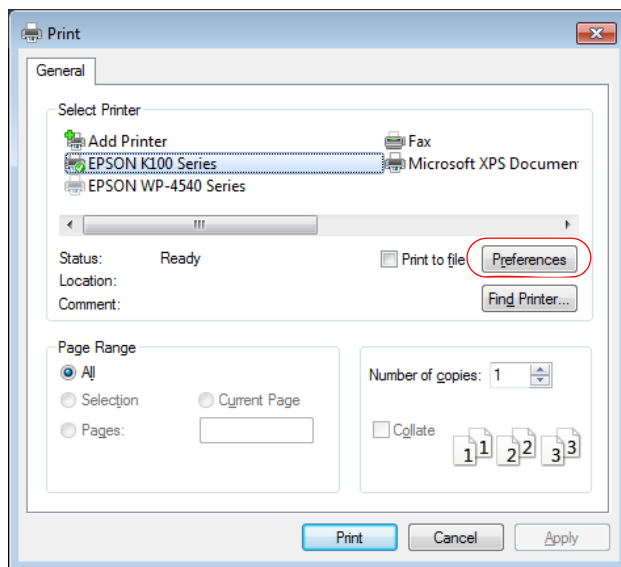 Print
General
Select Printer
Add Printer
Fax
EPSON K100 Series
Microsoft XPS Documen
EPSON WP-4540 Series
Status: Ready
Print to file
Preferences
Location:
Comment:
Find Printer...
Page Range
All
Selection
Current Page
Pages:
Number of copies: 1
Collate
1 1 2 2 3 3
Print
Cancel
Apply